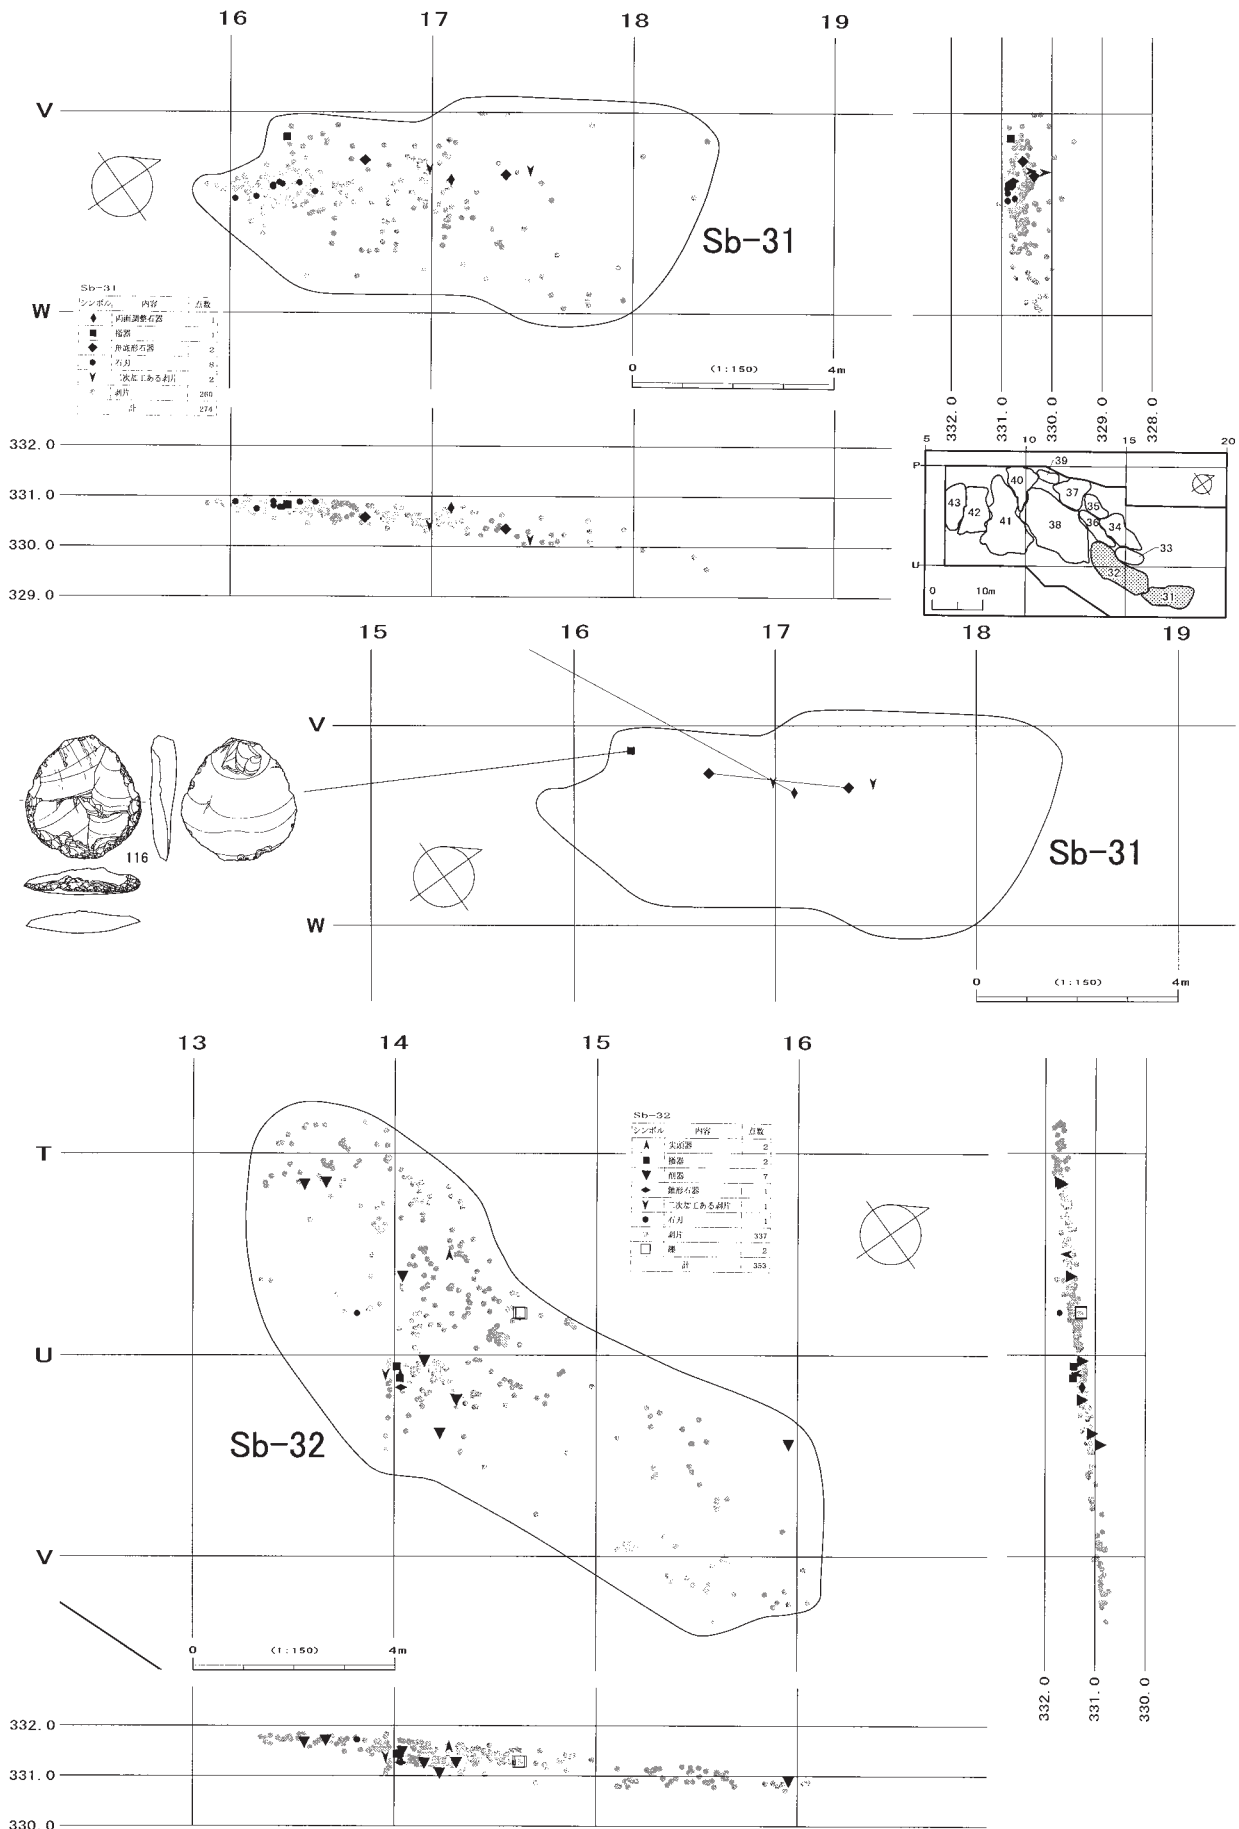 16 17 18 19
V
Sb-31
W
Sb-31
シンボル 内容 点数
両面調整石器 1
掻器 1
舟底形石器 2
石刃 8
二次加工ある剥片 2
剥片 260
計 274
0 (1:150) 4m
332.0 331.0 330.0 329.0 328.0
332.0
331.0
330.0
329.0
5 10 15 20
P
39
40
37
43
42
35
41
38
36
34
33
U
32
31
0 10m
15 16 17 18 19
V
116
Sb-31
W
0 (1:150) 4m
13 14 15 16
Sb-32
シンボル 内容 点数
尖頭器 2
掻器 2
削器 7
錐形石器 1
二次加工ある剥片 1
石刃 1
剥片 337
礫 2
計 353
T
U
Sb-32
V
0 (1:150) 4m
332.0 331.0 330.0
332.0
331.0
330.0